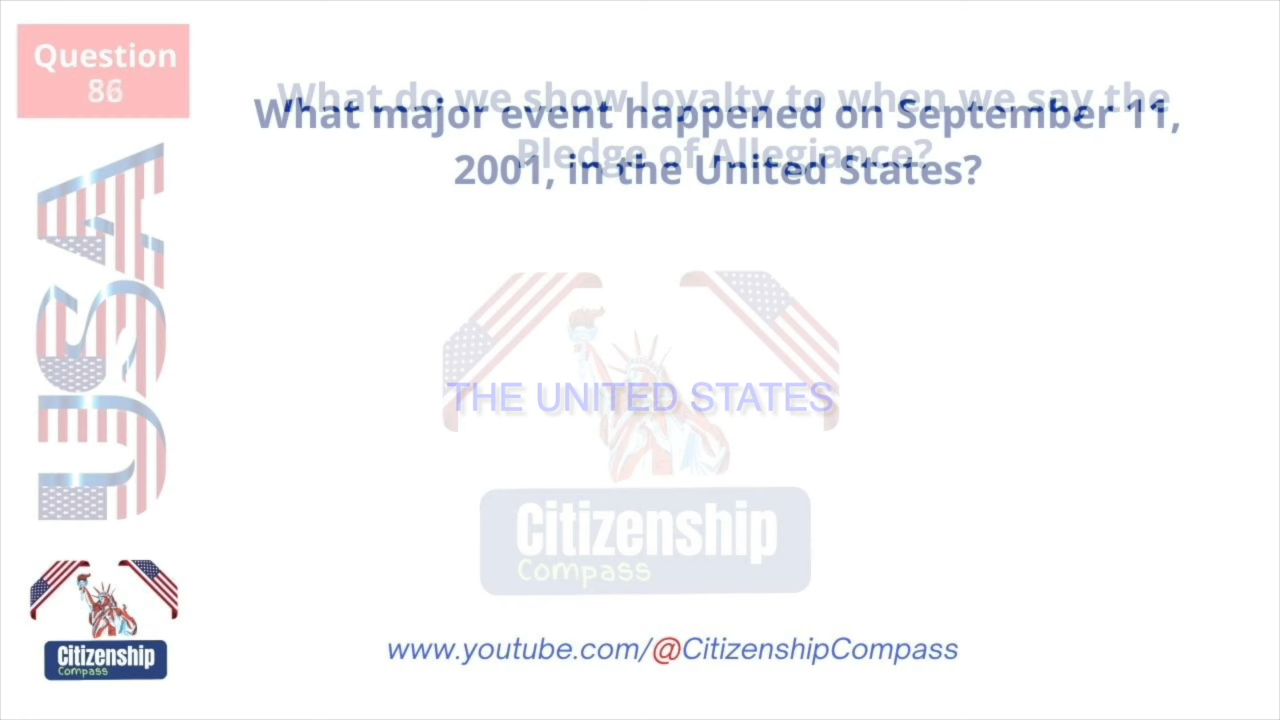 Question
86
What do we show loyalty to when we say the
Pledge of Allegiance?
What major event happened on September 11,
2001, in the United States?
USA
THE UNITED STATES
Citizenship
Compass
Citizenship
Compass
www.youtube.com/@CitizenshipCompass